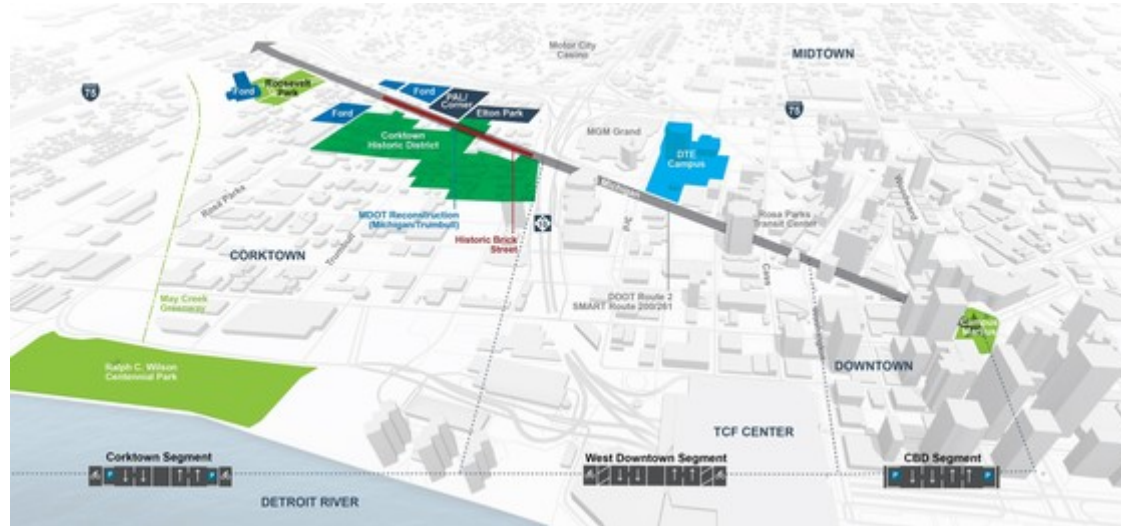 Motor City
Casino
MIDTOWN
75
75
Ford
Roosevelt
Park
Ford
Ford
PAL/
Corner
Elton Park
Corktown
Historic District
MGM Grand
DTE
Campus
Michigan
Woodward
Rosa Parks
MDOT Reconstruction
(Michigan/Trumbull)
Historic Brick
Street
10
3rd
Rosa Parks
Transit Center
Trumbull
CORKTOWN
Cass
May Creek
Greenway
DDOT Route 2
SMART Route 200/261
Washington
DOWNTOWN
Ralph C. Wilson
Centennial Park
TCF CENTER
Corktown Segment
P
P
West Downtown Segment
CBD Segment
P
P
DETROIT RIVER